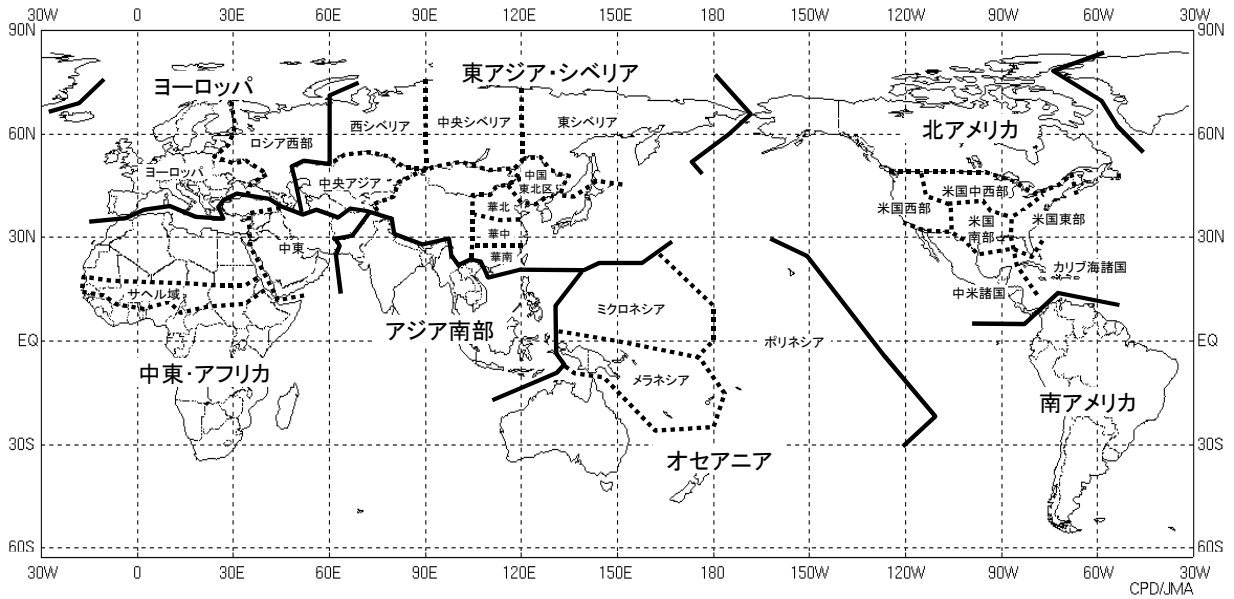 30W 0 30E 60E 90E 120E 150E 180 150W 120W 90W 60W 30W
90N 90N
ヨーロッパ
東アジア・シベリア
西シベリア
中央シベリア
東シベリア
北アメリカ
60N 60N
ロシア西部
ヨーロッパ
中央アジア
中国
東北区
米国中西部
華北
米国西部
米国
南部
米国東部
華中
30N 30N
中東
華南
カリブ海諸国
サヘル域
中米諸国
ミクロネシア
アジア南部
EQ EQ
ポリネシア
中東・アフリカ
メラネシア
南アメリカ
30S 30S
オセアニア
60S 60S
30W 0 30E 60E 90E 120E 150E 180 150W 120W 90W 60W 30W
CPD/JMA